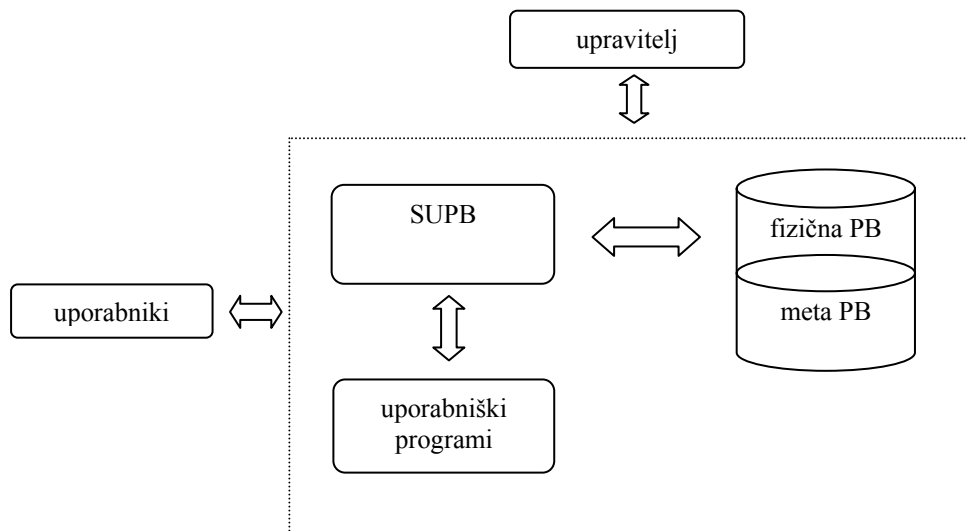 upravitelj
SUPB
fizična PB
uporabniki
meta PB
uporabniški
programi